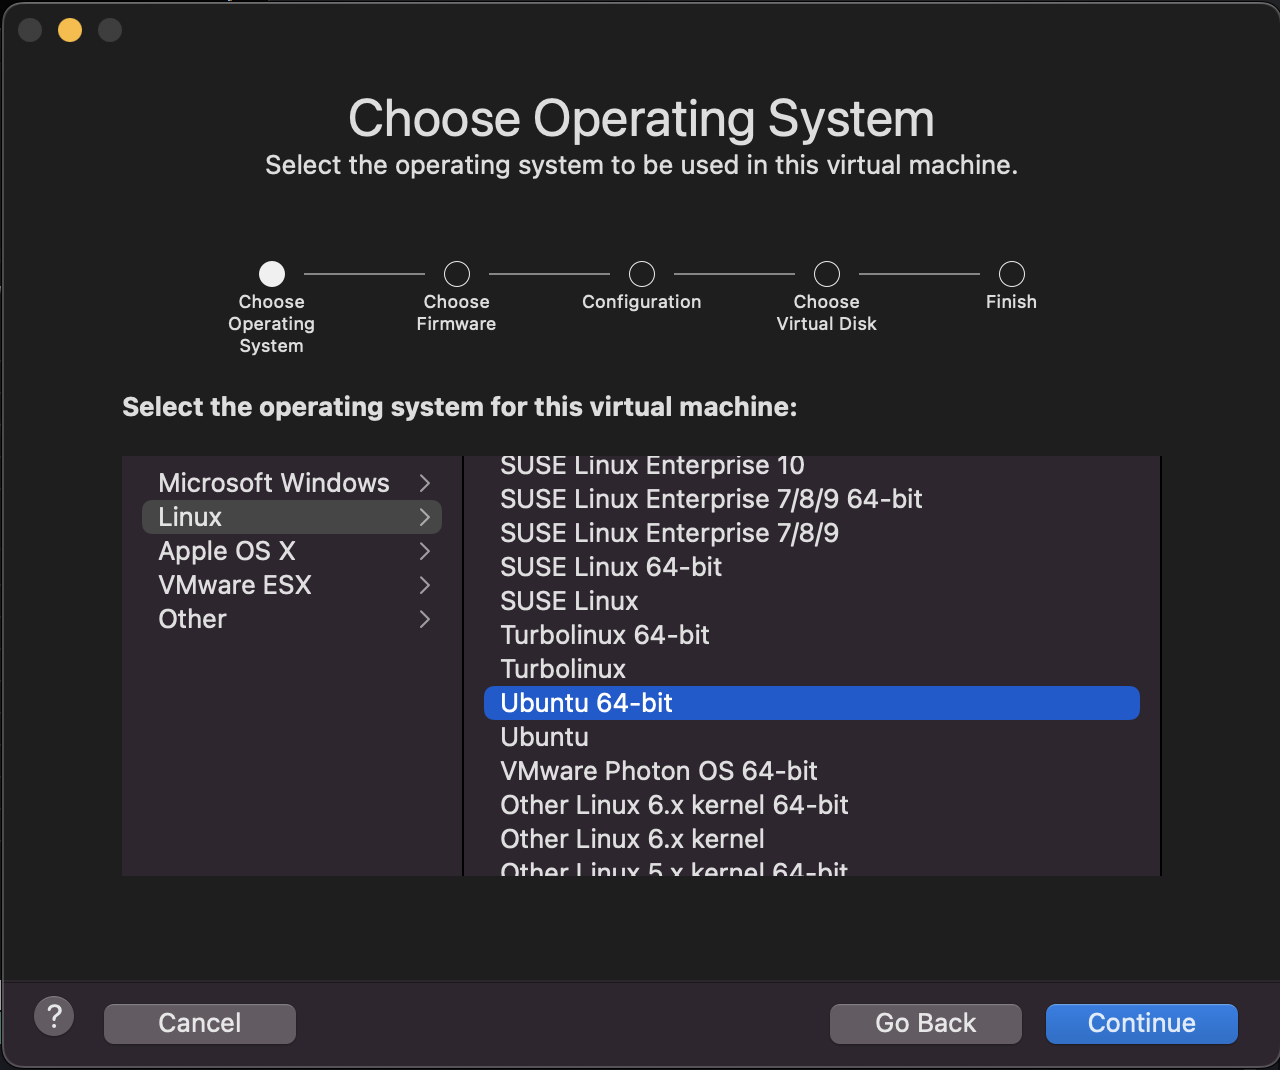 Choose Operating System
Select the operating system to be used in this virtual machine.
Choose
Operating
System
Choose
Firmware
Configuration
Choose
Virtual Disk
Finish
Select the operating system for this virtual machine:
Microsoft Windows
Linux
Apple OS X
VMware ESX
Other
SUSE Linux Enterprise 10
SUSE Linux Enterprise 7/8/9 64-bit
SUSE Linux Enterprise 7/8/9
SUSE Linux 64-bit
SUSE Linux
Turbolinux 64-bit
Turbolinux
Ubuntu 64-bit
Ubuntu
VMware Photon OS 64-bit
Other Linux 6.x kernel 64-bit
Other Linux 6.x kernel
Other Linux 5.x kernel 64-bit
?
Cancel
Go Back
Continue